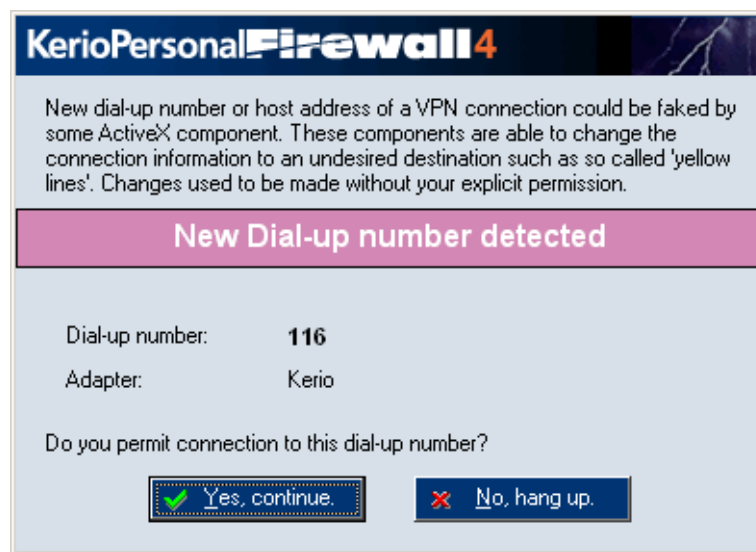 KerioPersonalFirewall4
New dial-up number or host address of a VPN connection could be faked by
some ActiveX component. These components are able to change the
connection information to an undesired destination such as so called 'yellow
lines'. Changes used to be made without your explicit permission.
New Dial-up number detected
Dial-up number: 116
Adapter: Kerio
Do you permit connection to this dial-up number?
Yes, continue. No, hang up.